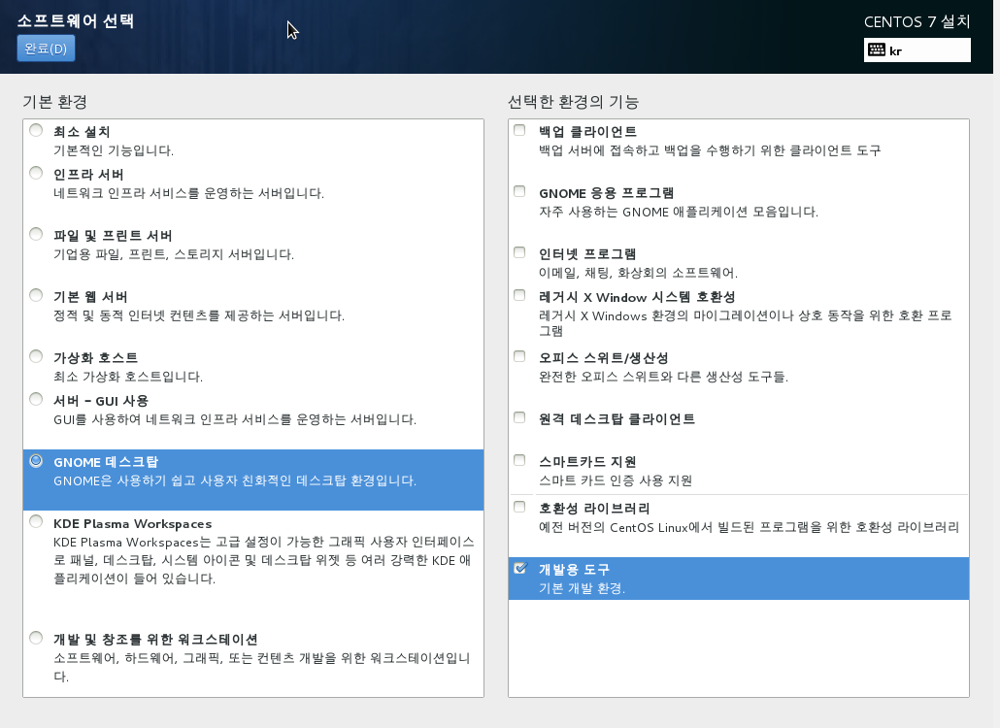 소프트웨어 선택
완료(D)
CENTOS 7 설치
kr
기본 환경
최소 설치
기본적인 기능입니다.
인프라 서버
네트워크 인프라 서비스를 운영하는 서버입니다.
파일 및 프린트 서버
기업용 파일, 프린트, 스토리지 서버입니다.
기본 웹 서버
정적 및 동적 인터넷 컨텐츠를 제공하는 서버입니다.
가상화 호스트
최소 가상화 호스트입니다.
서버 - GUI 사용
GUI를 사용하여 네트워크 인프라 서비스를 운영하는 서버입니다.
GNOME 데스크탑
GNOME은 사용하기 쉽고 사용자 친화적인 데스크탑 환경입니다.
KDE Plasma Workspaces
KDE Plasma Workspaces는 고급 설정이 가능한 그래픽 사용자 인터페이스
로 패널, 데스크탑, 시스템 아이콘 및 데스크탑 위젯 등 여러 강력한 KDE 애
플리케이션이 들어 있습니다.
개발 및 창조를 위한 워크스테이션
소프트웨어, 하드웨어, 그래픽, 또는 컨텐츠 개발을 위한 워크스테이션입니
다.
선택한 환경의 기능
백업 클라이언트
백업 서버에 접속하고 백업을 수행하기 위한 클라이언트 도구
GNOME 응용 프로그램
자주 사용하는 GNOME 애플리케이션 모음입니다.
인터넷 프로그램
이메일, 채팅, 화상회의 소프트웨어.
레거시 X Window 시스템 호환성
레거시 X Windows 환경의 마이그레이션이나 상호 동작을 위한 호환 프로
그램
오피스 스위트/생산성
완전한 오피스 스위트와 다른 생산성 도구들.
원격 데스크탑 클라이언트
스마트카드 지원
스마트 카드 인증 사용 지원
호환성 라이브러리
예전 버전의 CentOS Linux에서 빌드된 프로그램을 위한 호환성 라이브러리
개발용 도구
기본 개발 환경.